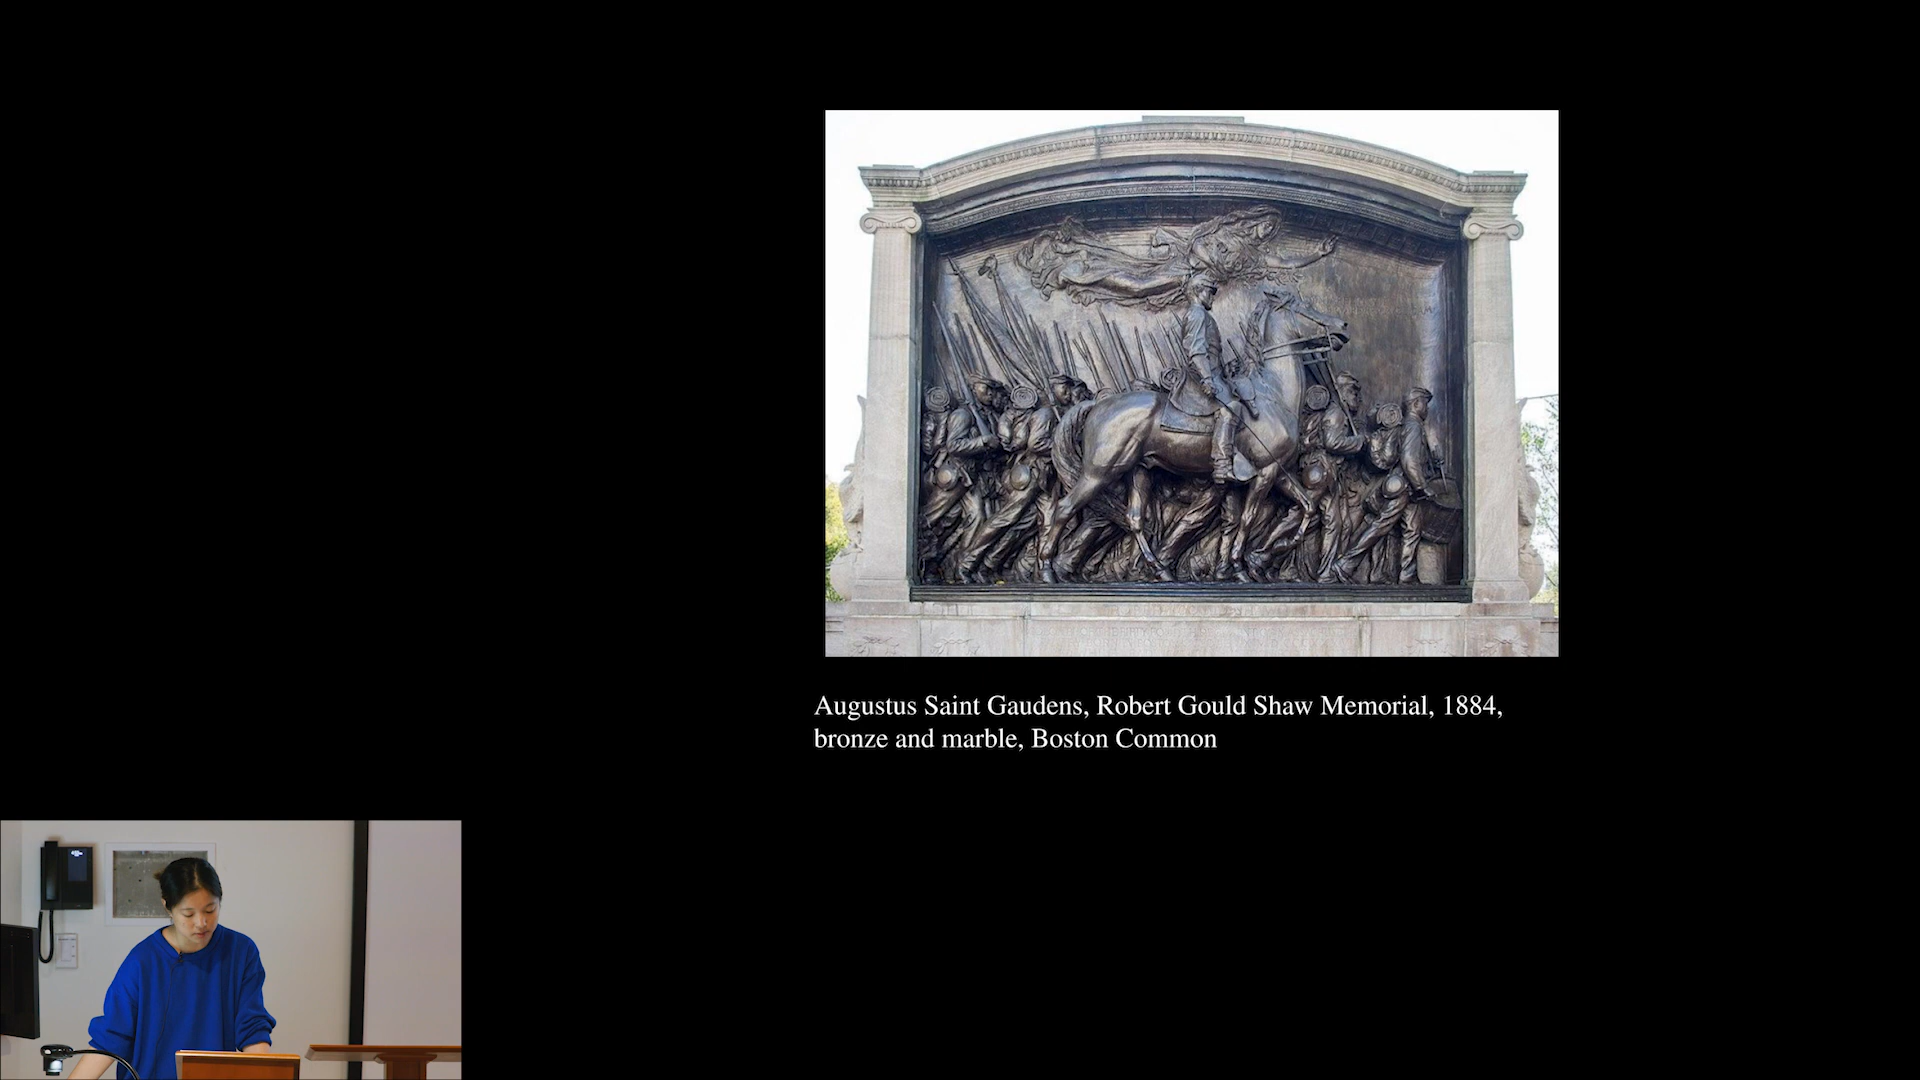 Augustus Saint Gaudens, Robert Gould Shaw Memorial, 1884,
bronze and marble, Boston Common